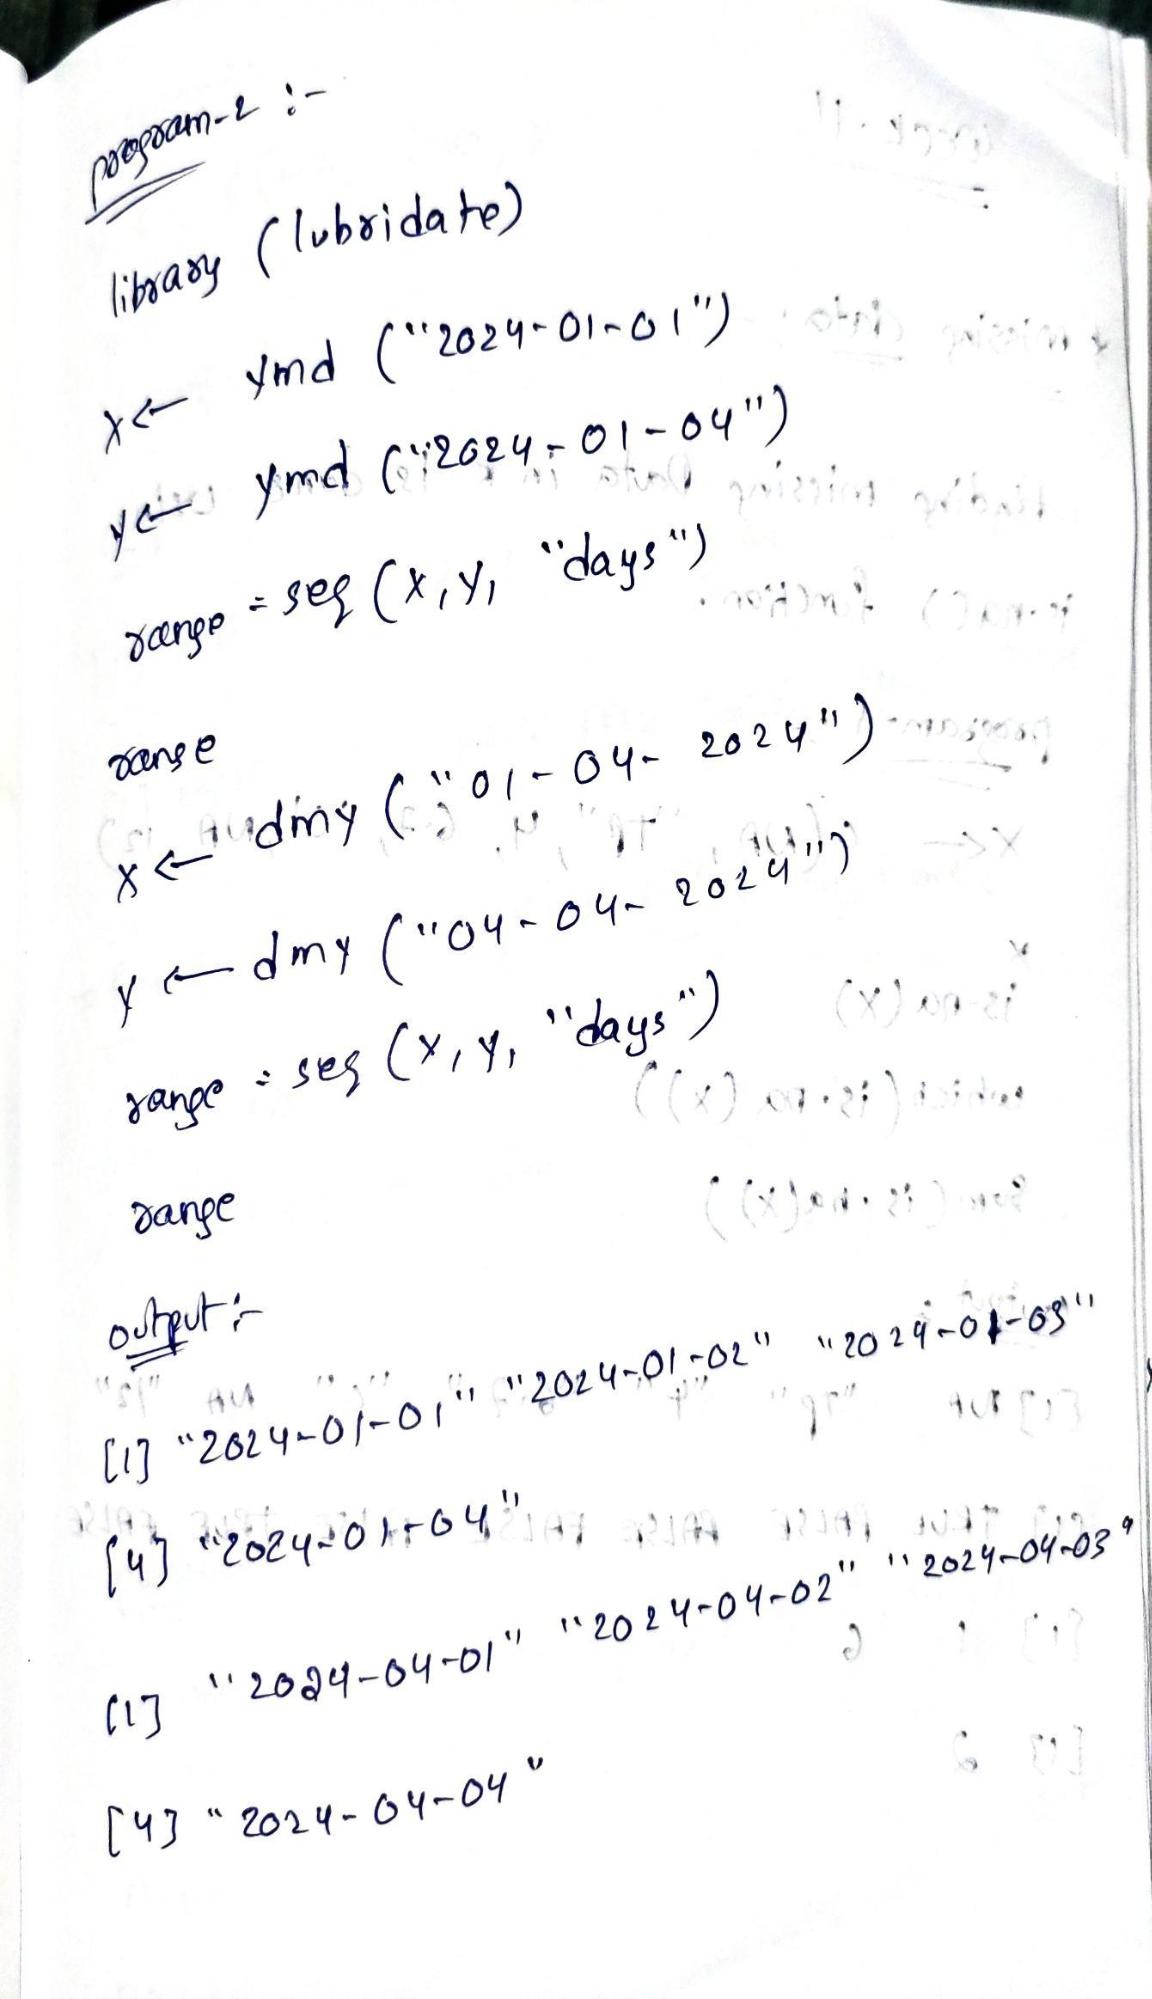 program-2 :-
library (lubridate)
x ← ymd ("2024-01-01")
y ← ymd ("2024-01-04")
range = seq (x, y, "days")
range
x ← dmy ("01-04-2024")
y ← dmy ("04-04-2024")
range = seq (x, y, "days")
range
output :-
[1] "2024-01-01" "2024-01-02" "2024-01-03"
[4] "2024-01-04"
[1] "2024-04-01" "2024-04-02" "2024-04-03"
[4] "2024-04-04"